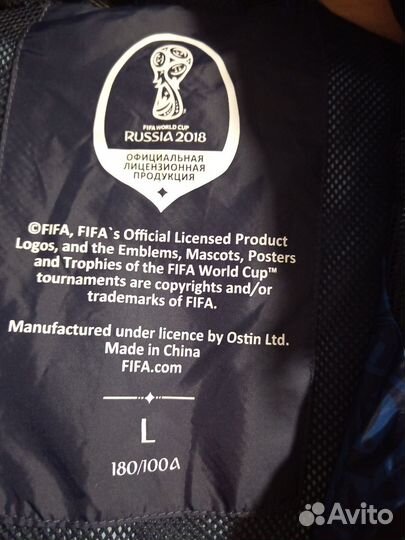 FIFA WORLD CUP
RUSSIA 2018
ОФИЦИАЛЬНАЯ
ЛИЦЕНЗИОННАЯ
ПРОДУКЦИЯ
©FIFA, FIFA`s Official Licensed Product
Logos, and the Emblems, Mascots, Posters
and Trophies of the FIFA World Cup™
tournaments are copyrights and/or
trademarks of FIFA.
Manufactured under licence by Ostin Ltd.
Made in China
FIFA.com
L
180/100A
Avito